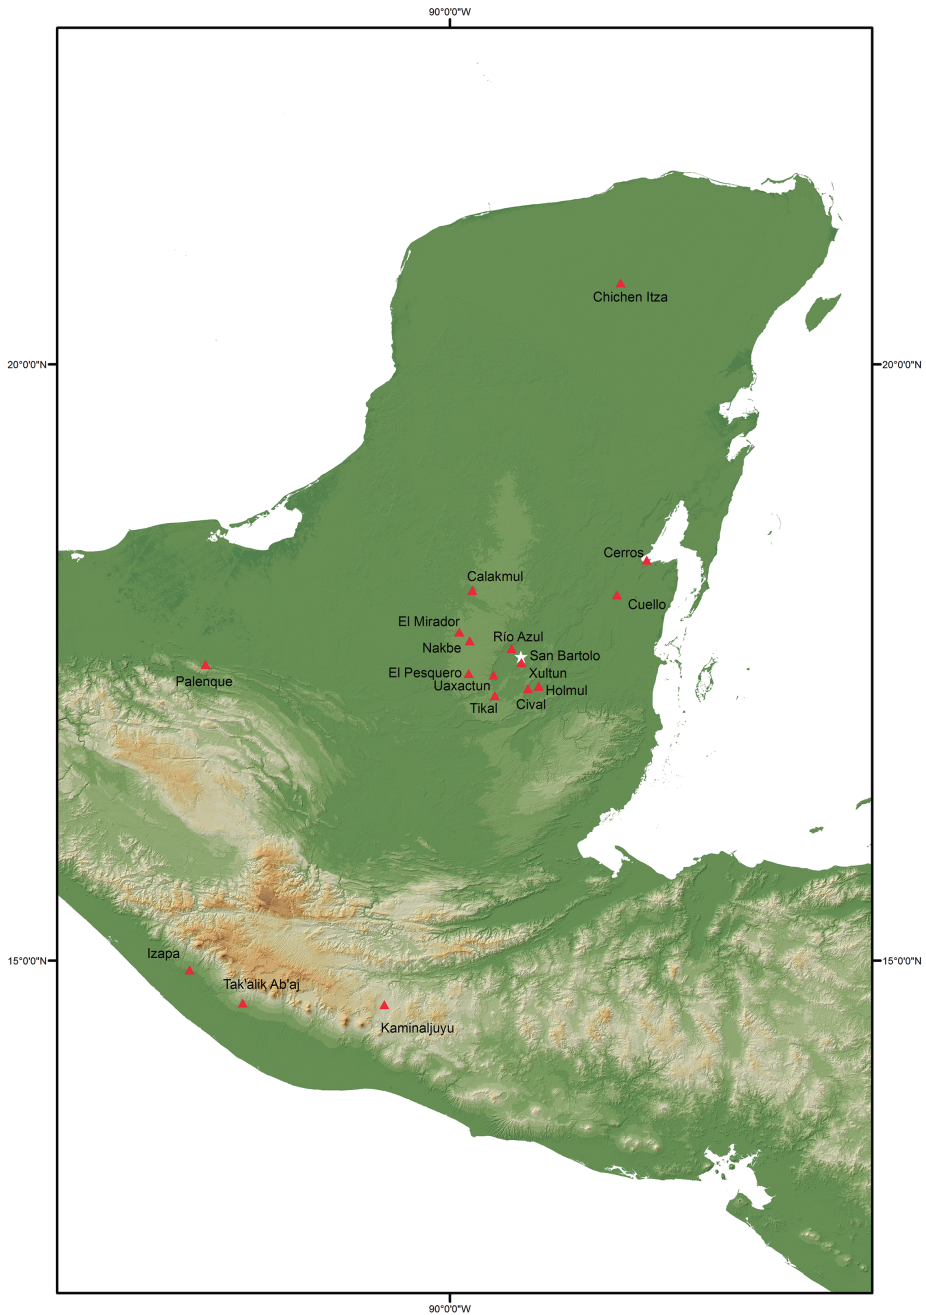 90°0'0"W
Chichen Itza
20°0'0"N
20°0'0"N
Cerros
Calakmul
Cuello
El Mirador
Río Azul
Nakbe
San Bartolo
El Pesquero
Xultun
Palenque
Uaxactun
Holmul
Tikal
Cival
Izapa
15°0'0"N
15°0'0"N
Tak'alik Ab'aj
Kaminaljuyu
90°0'0"W